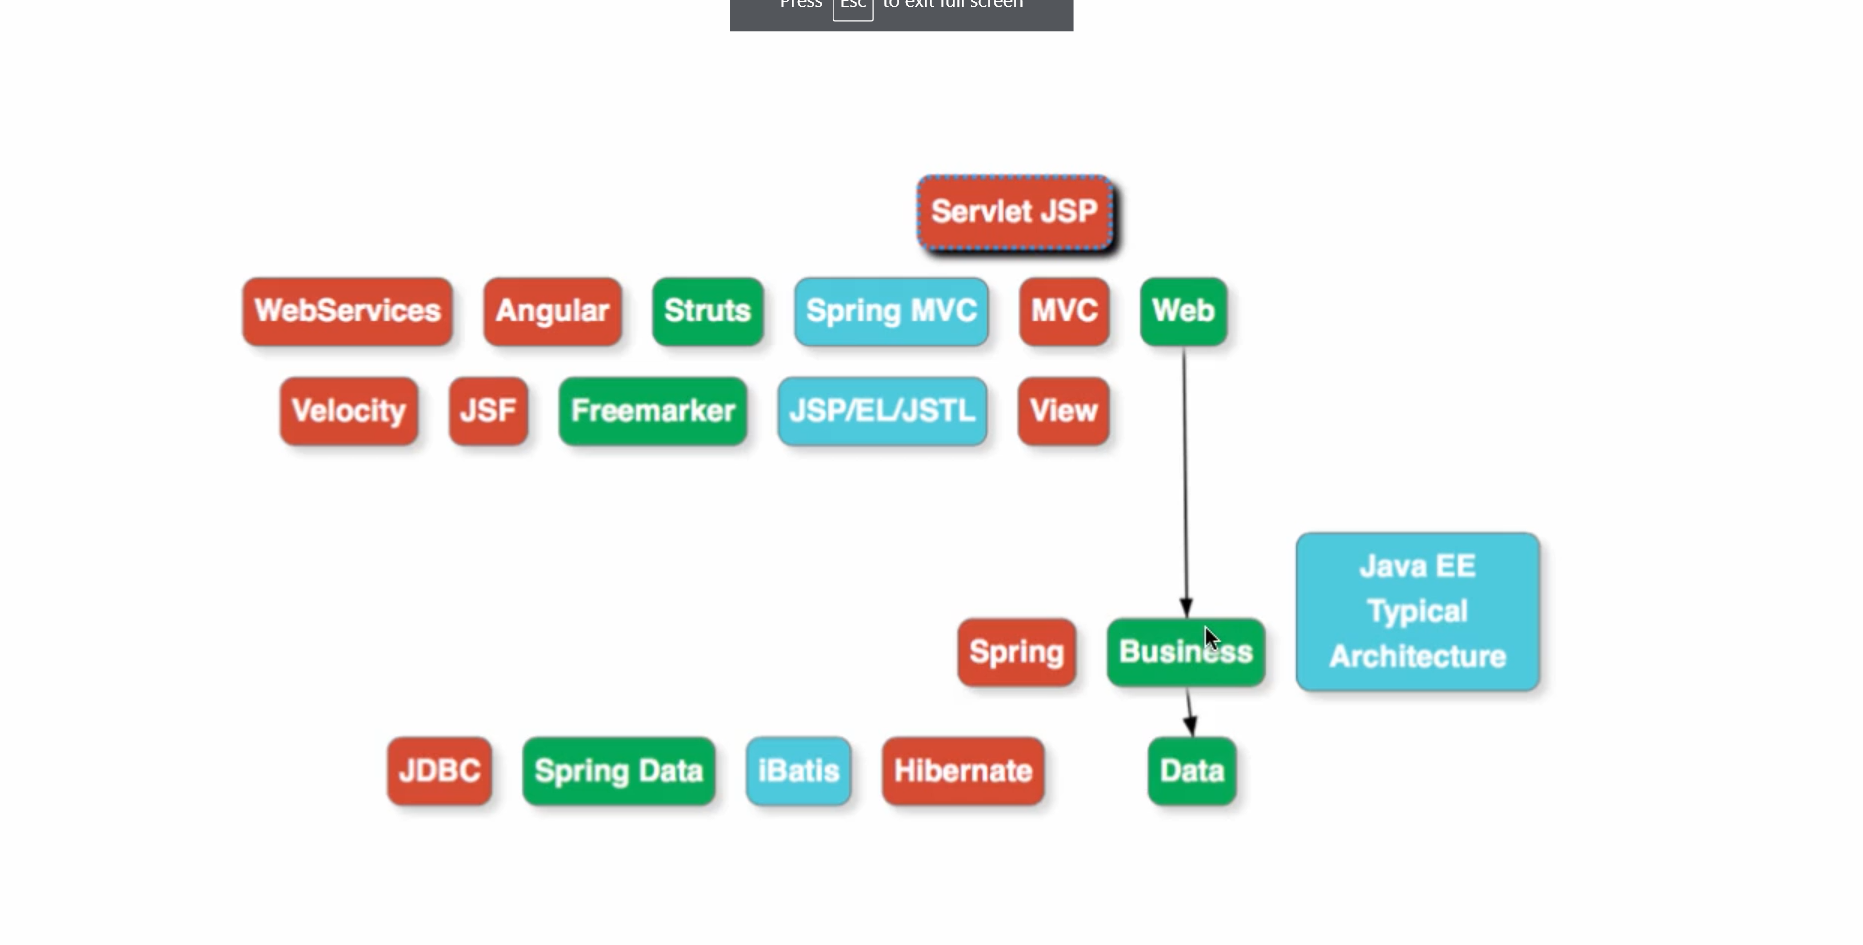 Press Esc to exit full screen
Servlet JSP
WebServices Angular Struts Spring MVC MVC Web
Velocity JSF Freemarker JSP/EL/JSTL View
Java EE
Typical
Architecture
Spring Business
JDBC Spring Data iBatis Hibernate Data